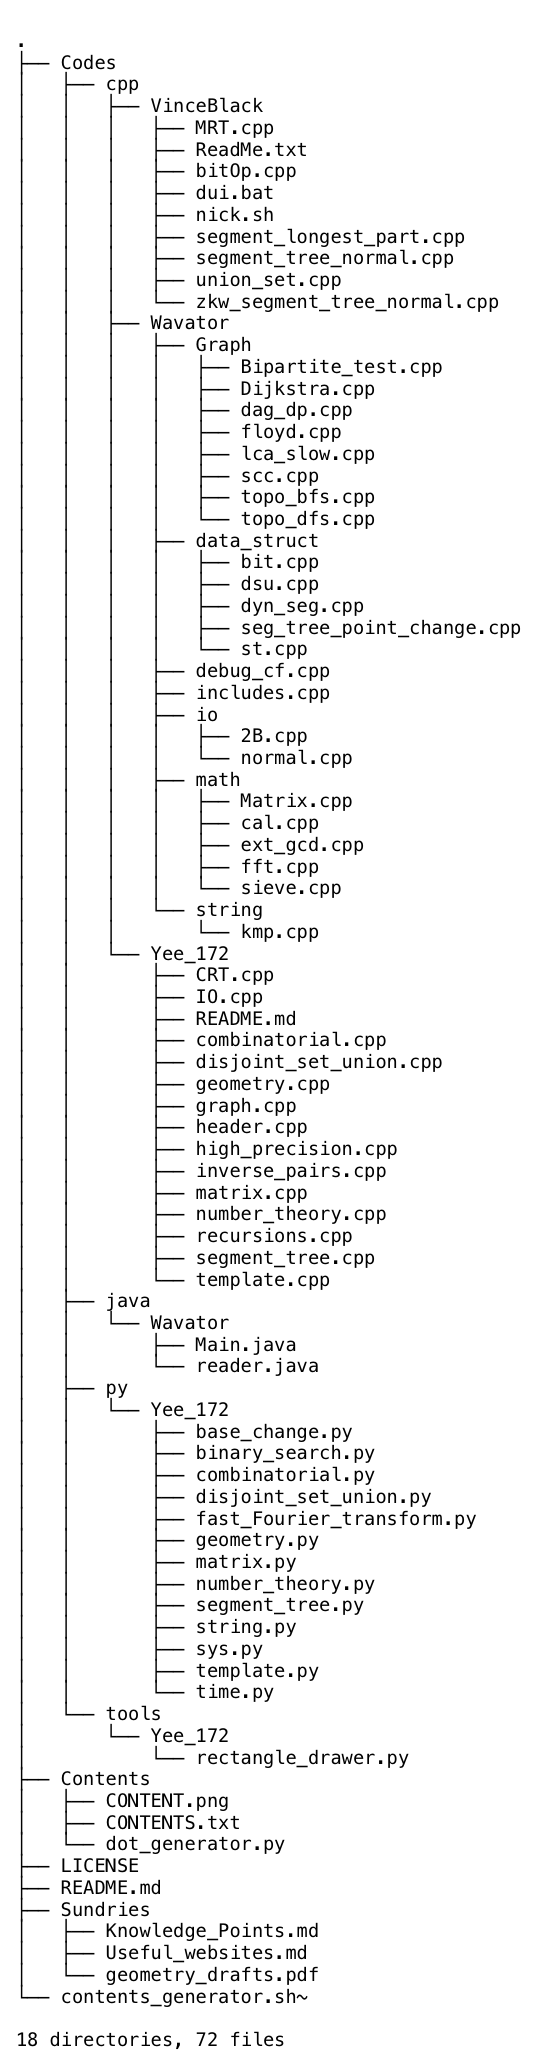 .
├── Codes
│   ├── cpp
│   │   ├── VinceBlack
│   │   │   ├── MRT.cpp
│   │   │   ├── ReadMe.txt
│   │   │   ├── bitOp.cpp
│   │   │   ├── dui.bat
│   │   │   ├── nick.sh
│   │   │   ├── segment_longest_part.cpp
│   │   │   ├── segment_tree_normal.cpp
│   │   │   ├── union_set.cpp
│   │   │   └── zkw_segment_tree_normal.cpp
│   │   ├── Wavator
│   │   │   ├── Graph
│   │   │   │   ├── Bipartite_test.cpp
│   │   │   │   ├── Dijkstra.cpp
│   │   │   │   ├── dag_dp.cpp
│   │   │   │   ├── floyd.cpp
│   │   │   │   ├── lca_slow.cpp
│   │   │   │   ├── scc.cpp
│   │   │   │   ├── topo_bfs.cpp
│   │   │   │   └── topo_dfs.cpp
│   │   │   ├── data_struct
│   │   │   │   ├── bit.cpp
│   │   │   │   ├── dsu.cpp
│   │   │   │   ├── dyn_seg.cpp
│   │   │   │   ├── seg_tree_point_change.cpp
│   │   │   │   └── st.cpp
│   │   │   ├── debug_cf.cpp
│   │   │   ├── includes.cpp
│   │   │   ├── io
│   │   │   │   ├── 2B.cpp
│   │   │   │   └── normal.cpp
│   │   │   ├── math
│   │   │   │   ├── Matrix.cpp
│   │   │   │   ├── cal.cpp
│   │   │   │   ├── ext_gcd.cpp
│   │   │   │   ├── fft.cpp
│   │   │   │   └── sieve.cpp
│   │   │   └── string
│   │   │       └── kmp.cpp
│   │   └── Yee_172
│   │       ├── CRT.cpp
│   │       ├── IO.cpp
│   │       ├── README.md
│   │       ├── combinatorial.cpp
│   │       ├── disjoint_set_union.cpp
│   │       ├── geometry.cpp
│   │       ├── graph.cpp
│   │       ├── header.cpp
│   │       ├── high_precision.cpp
│   │       ├── inverse_pairs.cpp
│   │       ├── matrix.cpp
│   │       ├── number_theory.cpp
│   │       ├── recursions.cpp
│   │       ├── segment_tree.cpp
│   │       └── template.cpp
│   ├── java
│   │   └── Wavator
│   │       ├── Main.java
│   │       └── reader.java
│   ├── py
│   │   └── Yee_172
│   │       ├── base_change.py
│   │       ├── binary_search.py
│   │       ├── combinatorial.py
│   │       ├── disjoint_set_union.py
│   │       ├── fast_Fourier_transform.py
│   │       ├── geometry.py
│   │       ├── matrix.py
│   │       ├── number_theory.py
│   │       ├── segment_tree.py
│   │       ├── string.py
│   │       ├── sys.py
│   │       ├── template.py
│   │       └── time.py
│   └── tools
│       └── Yee_172
│           └── rectangle_drawer.py
├── Contents
│   ├── CONTENT.png
│   ├── CONTENTS.txt
│   └── dot_generator.py
├── LICENSE
├── README.md
├── Sundries
│   ├── Knowledge_Points.md
│   ├── Useful_websites.md
│   └── geometry_drafts.pdf
└── contents_generator.sh~

18 directories, 72 files